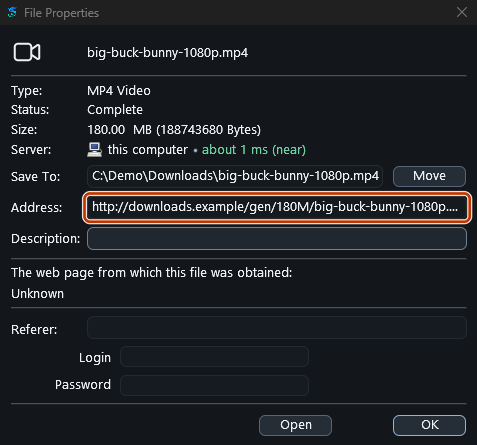 File Properties
big-buck-bunny-1080p.mp4
Type: MP4 Video
Status: Complete
Size: 180.00 MB (188743680 Bytes)
Server: this computer • about 1 ms (near)
Save To: C:\Demo\Downloads\big-buck-bunny-1080p.mp4 Move
Address: http://downloads.example/gen/180M/big-buck-bunny-1080p....
Description:
The web page from which this file was obtained:
Unknown
Referer:
Login
Password
Open OK